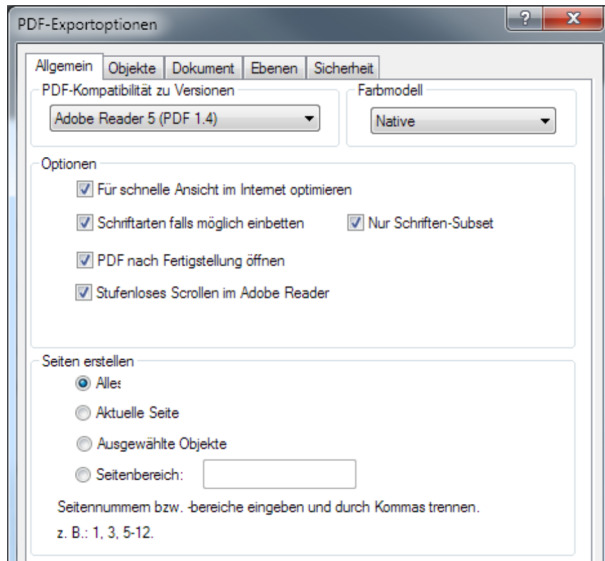 PDF-Exportoptionen
Allgemein Objekte Dokument Ebenen Sicherheit
PDF-Kompatibilität zu Versionen Farbmodell
Adobe Reader 5 (PDF 1.4) Native
Optionen
Für schnelle Ansicht im Internet optimieren
Schriftarten falls möglich einbetten Nur Schriften-Subset
PDF nach Fertigstellung öffnen
Stufenloses Scrollen im Adobe Reader
Seiten erstellen
Alles
Aktuelle Seite
Ausgewählte Objekte
Seitenbereich:
Seitennummern bzw. -bereiche eingeben und durch Kommas trennen.
z. B.: 1, 3, 5-12.